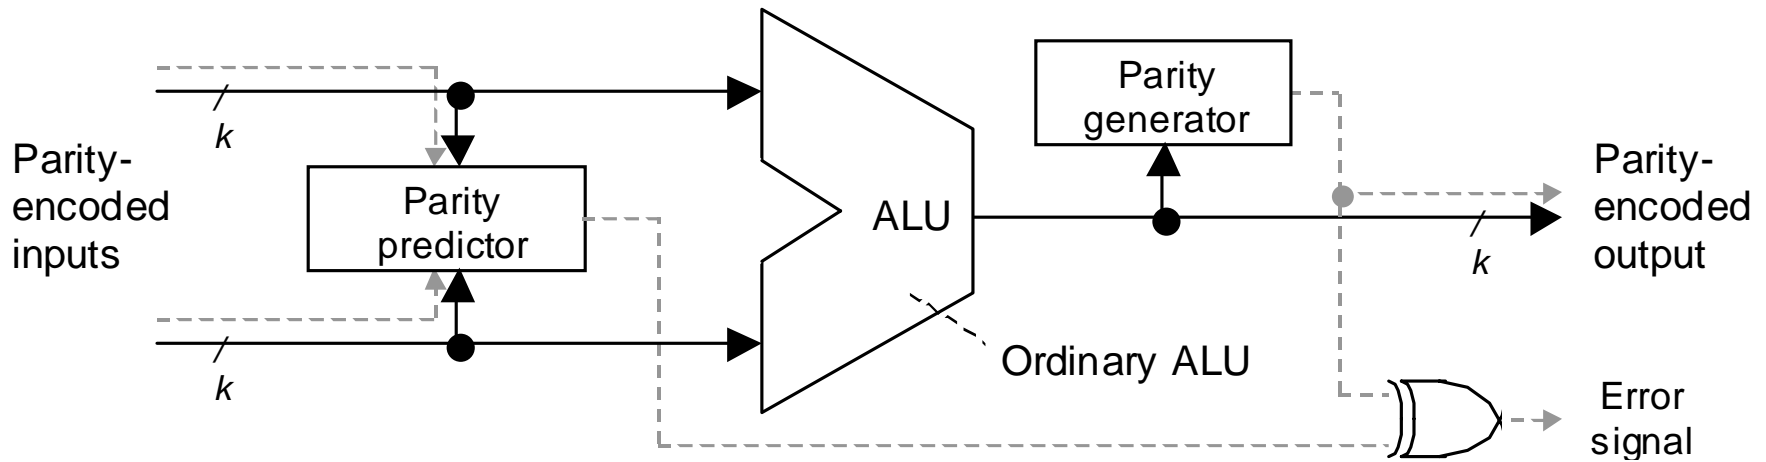 Parity-
encoded
inputs
k
k
Parity
predictor
ALU
Ordinary ALU
Parity
generator
k
Parity-
encoded
output
Error
signal